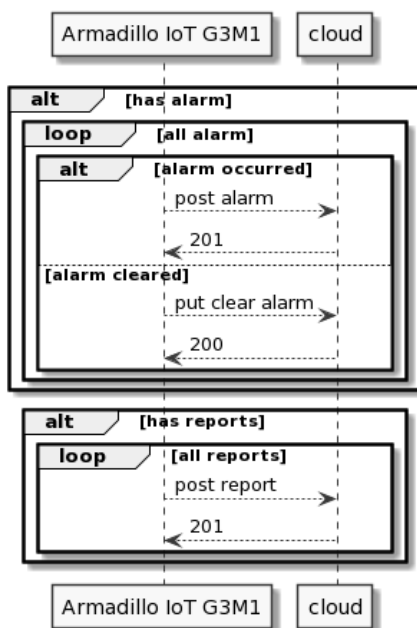 Armadillo IoT G3M1 cloud
alt [has alarm]
loop [all alarm]
alt [alarm occurred]
post alarm
201
[alarm cleared]
put clear alarm
200
alt [has reports]
loop [all reports]
post report
201
Armadillo IoT G3M1 cloud